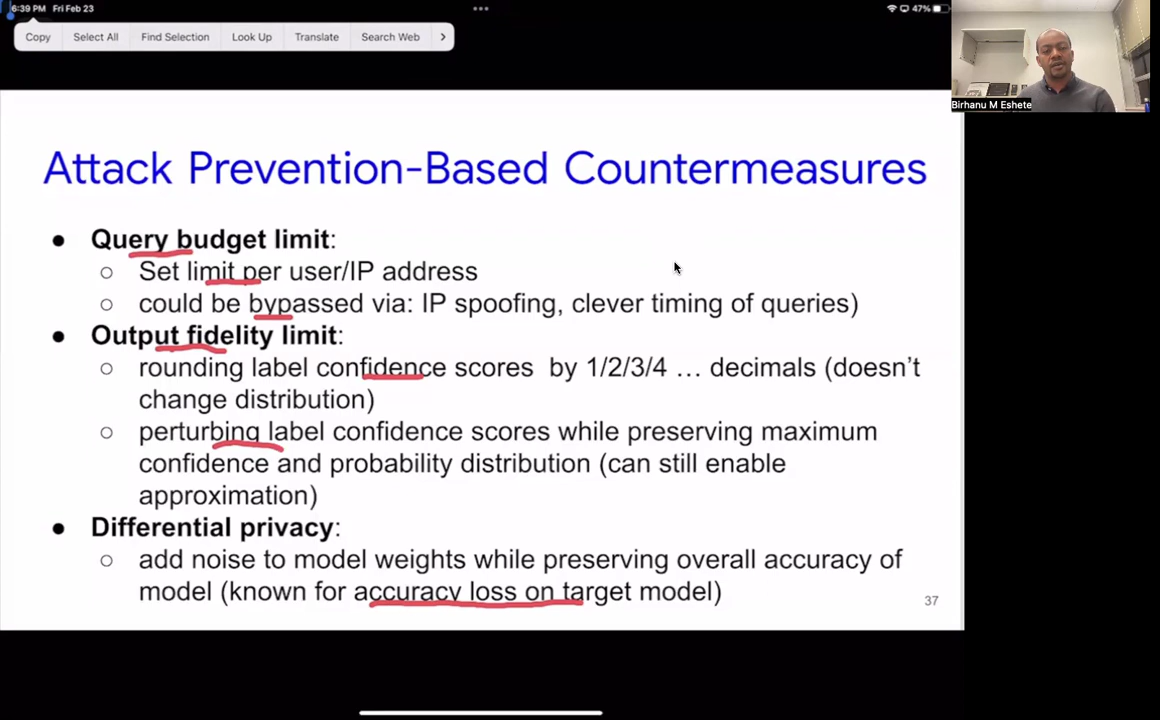 6:39 PM Fri Feb 23
47%
Copy Select All Find Selection Look Up Translate Search Web
Birhanu M Eshete
Attack Prevention-Based Countermeasures
● Query budget limit:
○ Set limit per user/IP address
○ could be bypassed via: IP spoofing, clever timing of queries)
● Output fidelity limit:
○ rounding label confidence scores by 1/2/3/4 … decimals (doesn't
change distribution)
○ perturbing label confidence scores while preserving maximum
confidence and probability distribution (can still enable
approximation)
● Differential privacy:
○ add noise to model weights while preserving overall accuracy of
model (known for accuracy loss on target model)
37